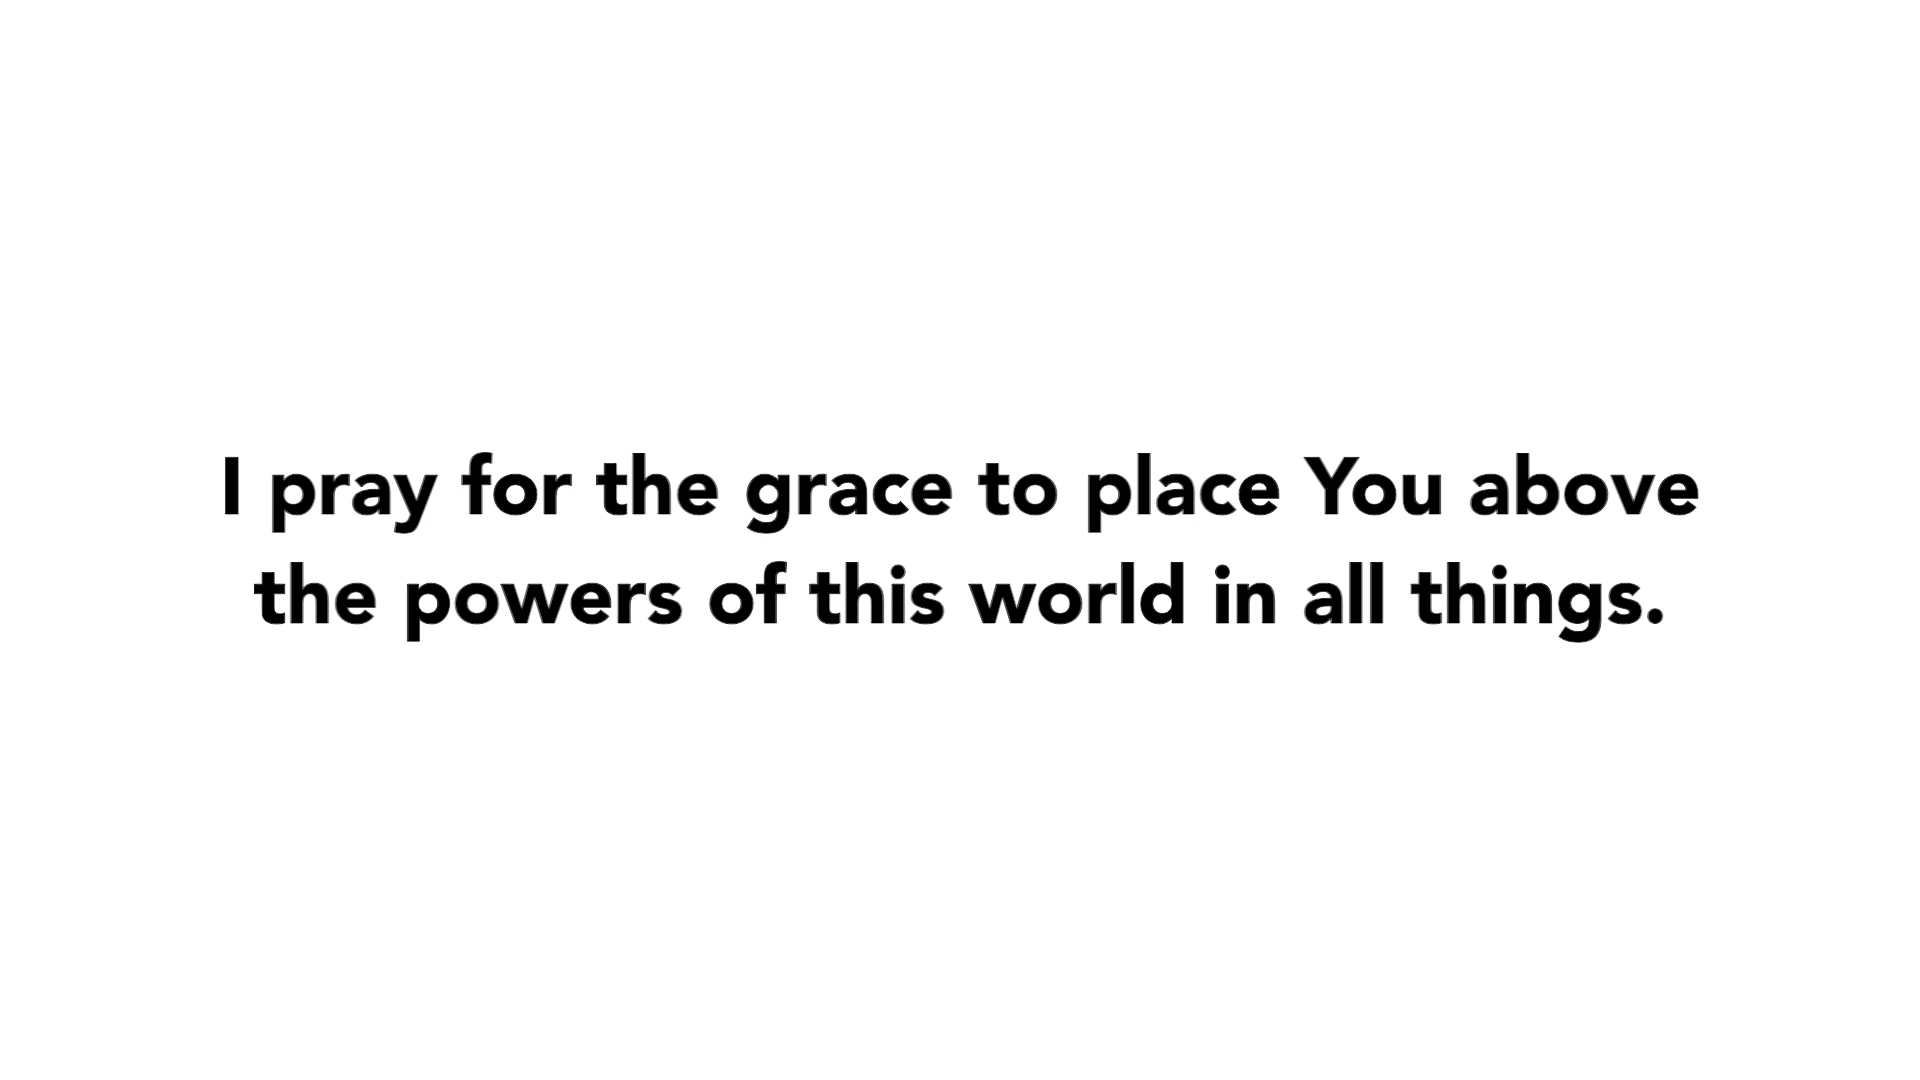 I pray for the grace to place You above
the powers of this world in all things.